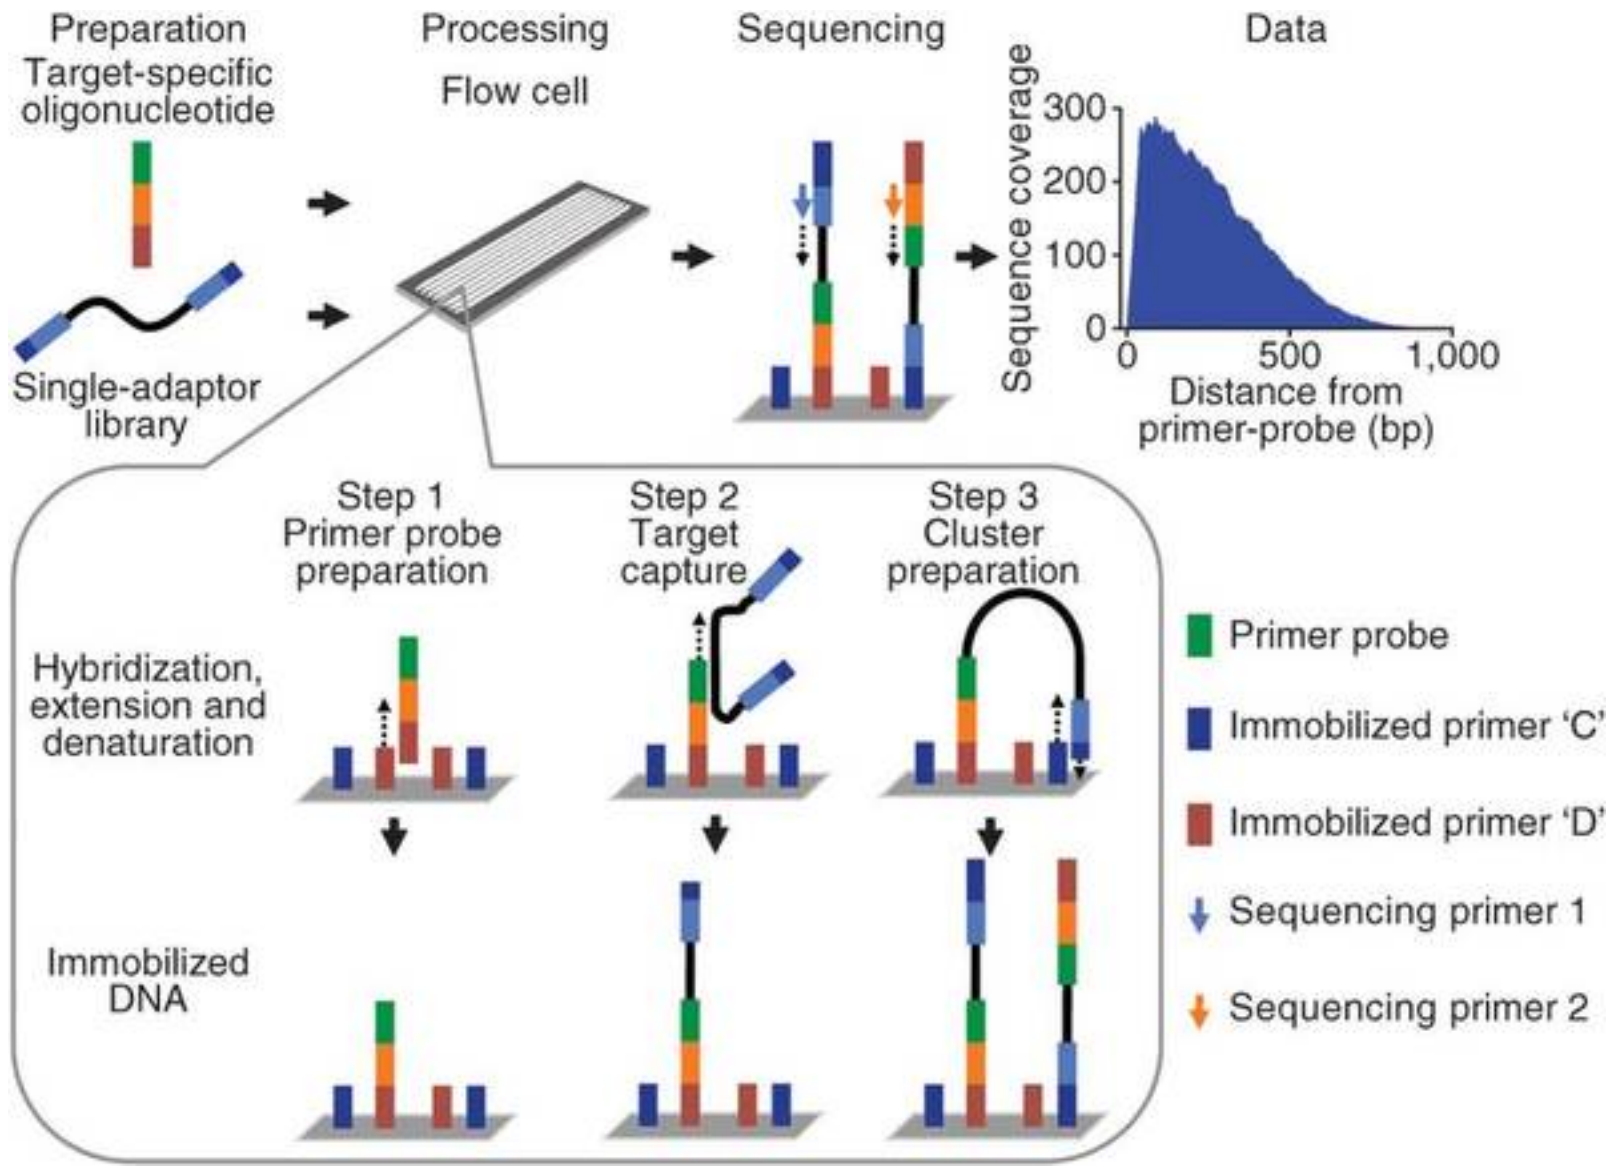 Preparation
Target-specific
oligonucleotide
Single-adaptor
library
Processing
Flow cell
Sequencing
Data
Sequence coverage
300
200
100
0
0
500
1,000
Distance from
primer-probe (bp)
Step 1
Primer probe
preparation
Step 2
Target
capture
Step 3
Cluster
preparation
Hybridization,
extension and
denaturation
Immobilized
DNA
Primer probe
Immobilized primer ‘C’
Immobilized primer ‘D’
Sequencing primer 1
Sequencing primer 2